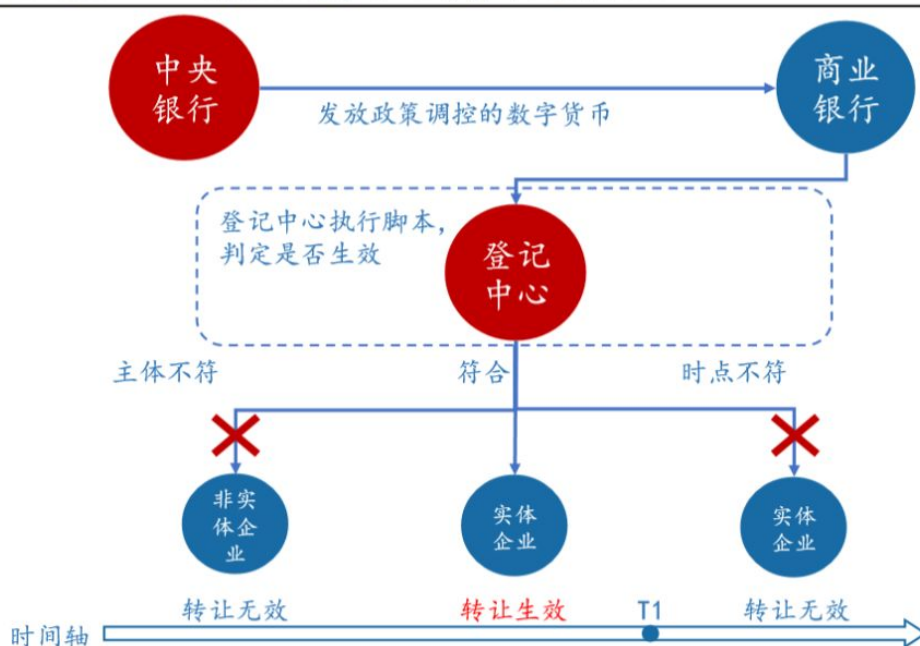 中央
银行
商业
银行
发放政策调控的数字货币
登记中心执行脚本，
判定是否生效
登记
中心
主体不符
符合
时点不符
非实
体企
业
实体
企业
实体
企业
转让无效
转让生效
T1
转让无效
时间轴